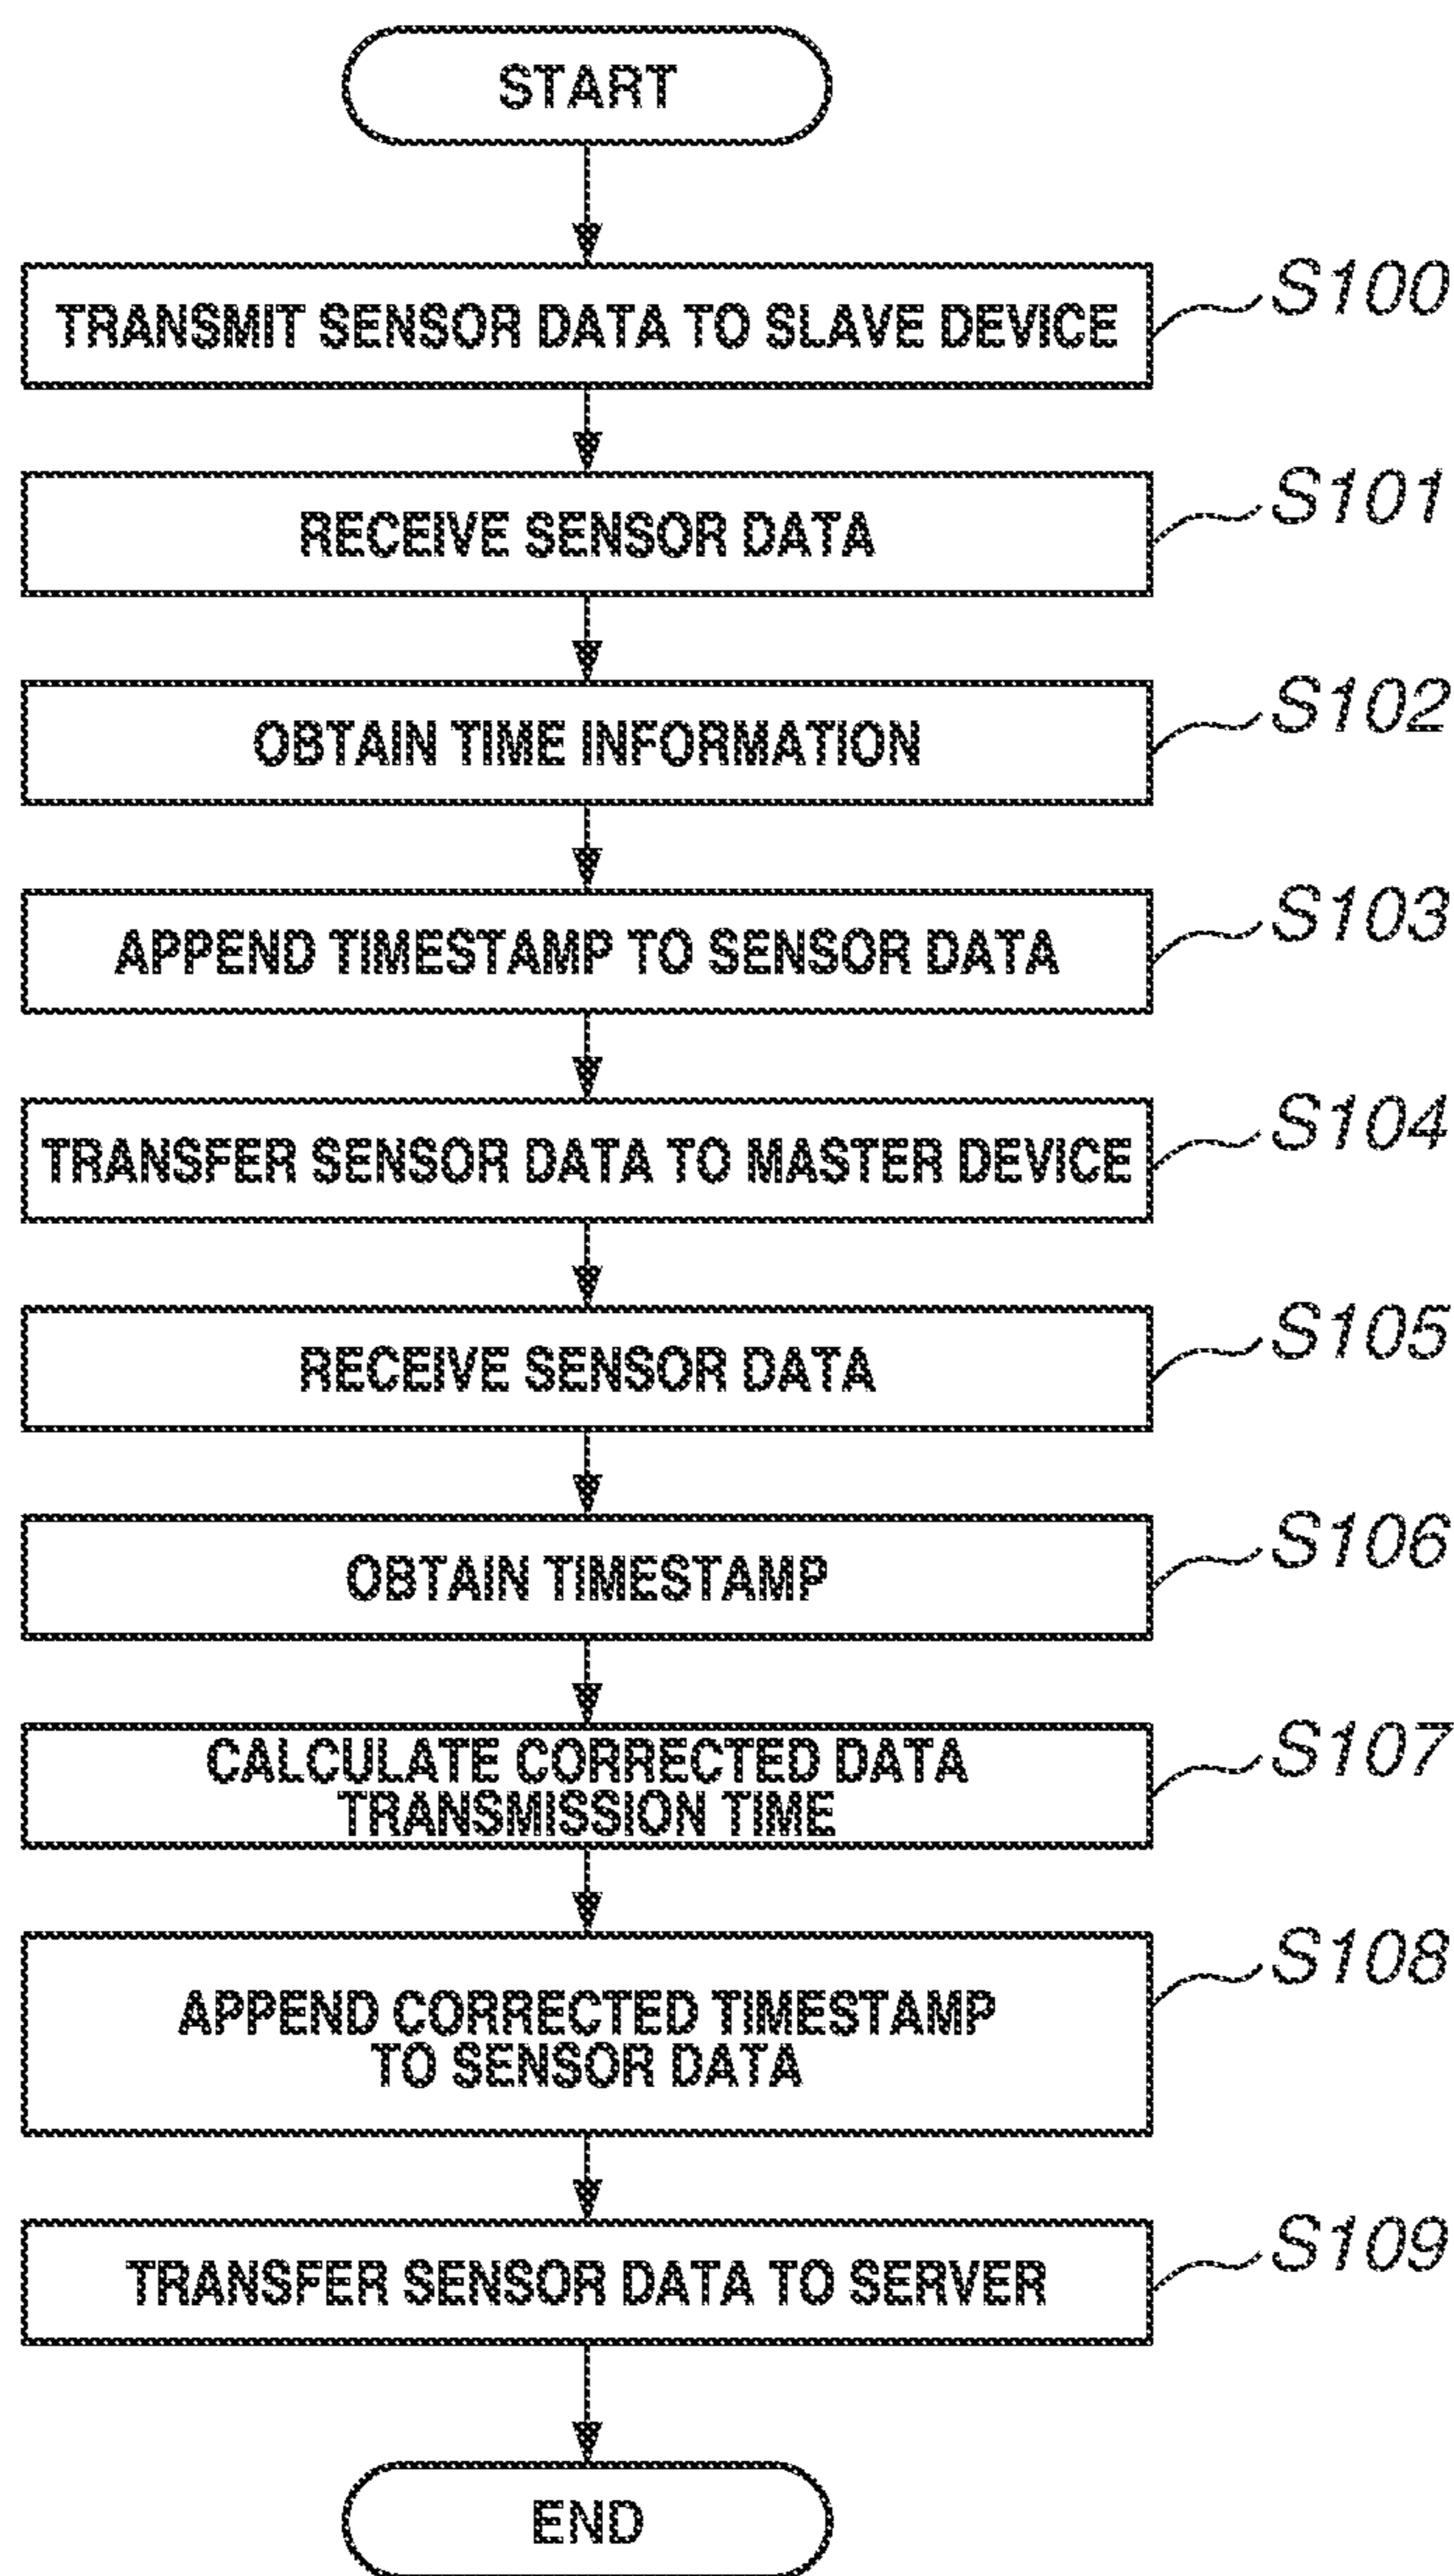 START
TRANSMIT SENSOR DATA TO SLAVE DEVICE
S100
RECEIVE SENSOR DATA
S101
OBTAIN TIME INFORMATION
S102
APPEND TIMESTAMP TO SENSOR DATA
S103
TRANSFER SENSOR DATA TO MASTER DEVICE
S104
RECEIVE SENSOR DATA
S105
OBTAIN TIMESTAMP
S106
CALCULATE CORRECTED DATA
TRANSMISSION TIME
S107
APPEND CORRECTED TIMESTAMP
TO SENSOR DATA
S108
TRANSFER SENSOR DATA TO SERVER
S109
END